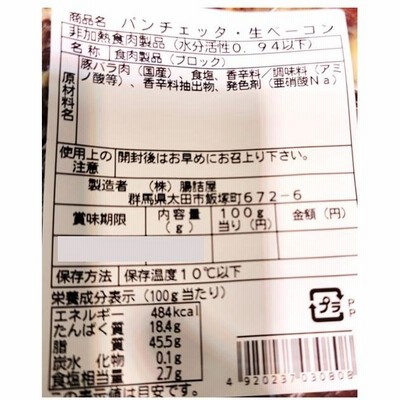 商品名 パンチェッタ・生ベーコン
非加熱食肉製品(水分活性0.94以下)
名称 食肉製品(ブロック)
原材料名 豚バラ肉(国産)、食塩、香辛料/調味料(アミ
ノ酸等)、香辛料抽出物、発色剤(亜硝酸Na)
使用上の注意 開封後はお早めにお召上り下さい。
製造者 (株)腸詰屋
群馬県太田市飯塚町672-6
賞味期限 内容量(g) 100g当り(円) 金額(円)
保存方法 保存温度10℃以下
栄養成分表示(100g当たり)
エネルギー 484kcal
たんぱく質 18.4g
脂質 45.5g
炭水化物 0.1g
食塩相当量 2.7g
この表示値は目安です。
プラ
P
P
4920237030808